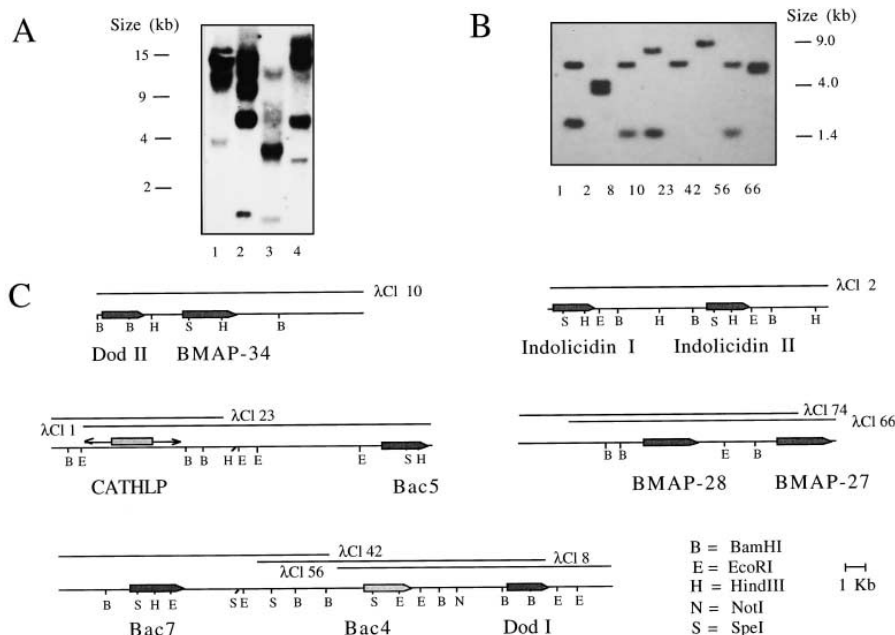 A
Size (kb)
15
9
4
2
1 2 3 4
B
Size (kb)
9.0
4.0
1.4
1 2 8 10 23 42 56 66
C
λCl 10
B B H S H B
Dod II BMAP-34
λCl 2
S H E B H B S H E B H
Indolicidin I Indolicidin II
λCl 23
λCl 1
B E B B H E E E S H
CATHLP Bac5
λCl 74
λCl 66
B B E B
BMAP-28 BMAP-27
λCl 42
λCl 56 λCl 8
B S H E S E S B B S E B N B B E E
Bac7 Bac4 Dod I
B = BamHI
E = EcoRI
H = HindIII
N = NotI
S = SpeI
1 Kb